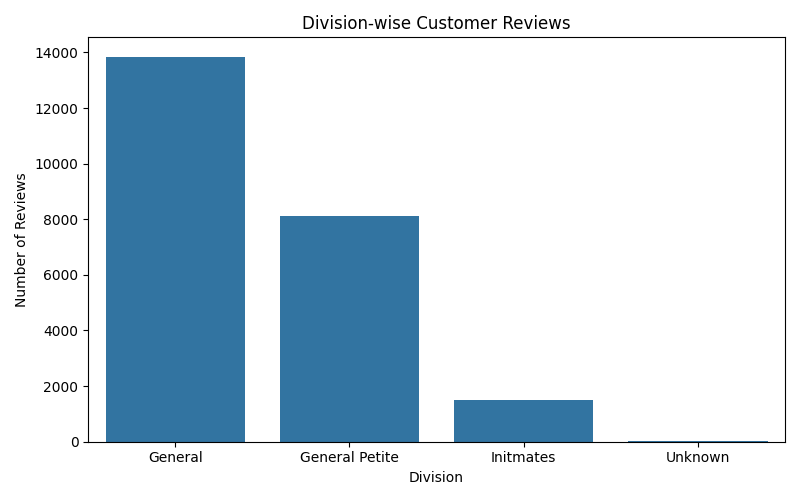 Division-wise Customer Reviews
Number of Reviews
14000
12000
10000
8000
6000
4000
2000
0
General
General Petite
Initmates
Unknown
Division